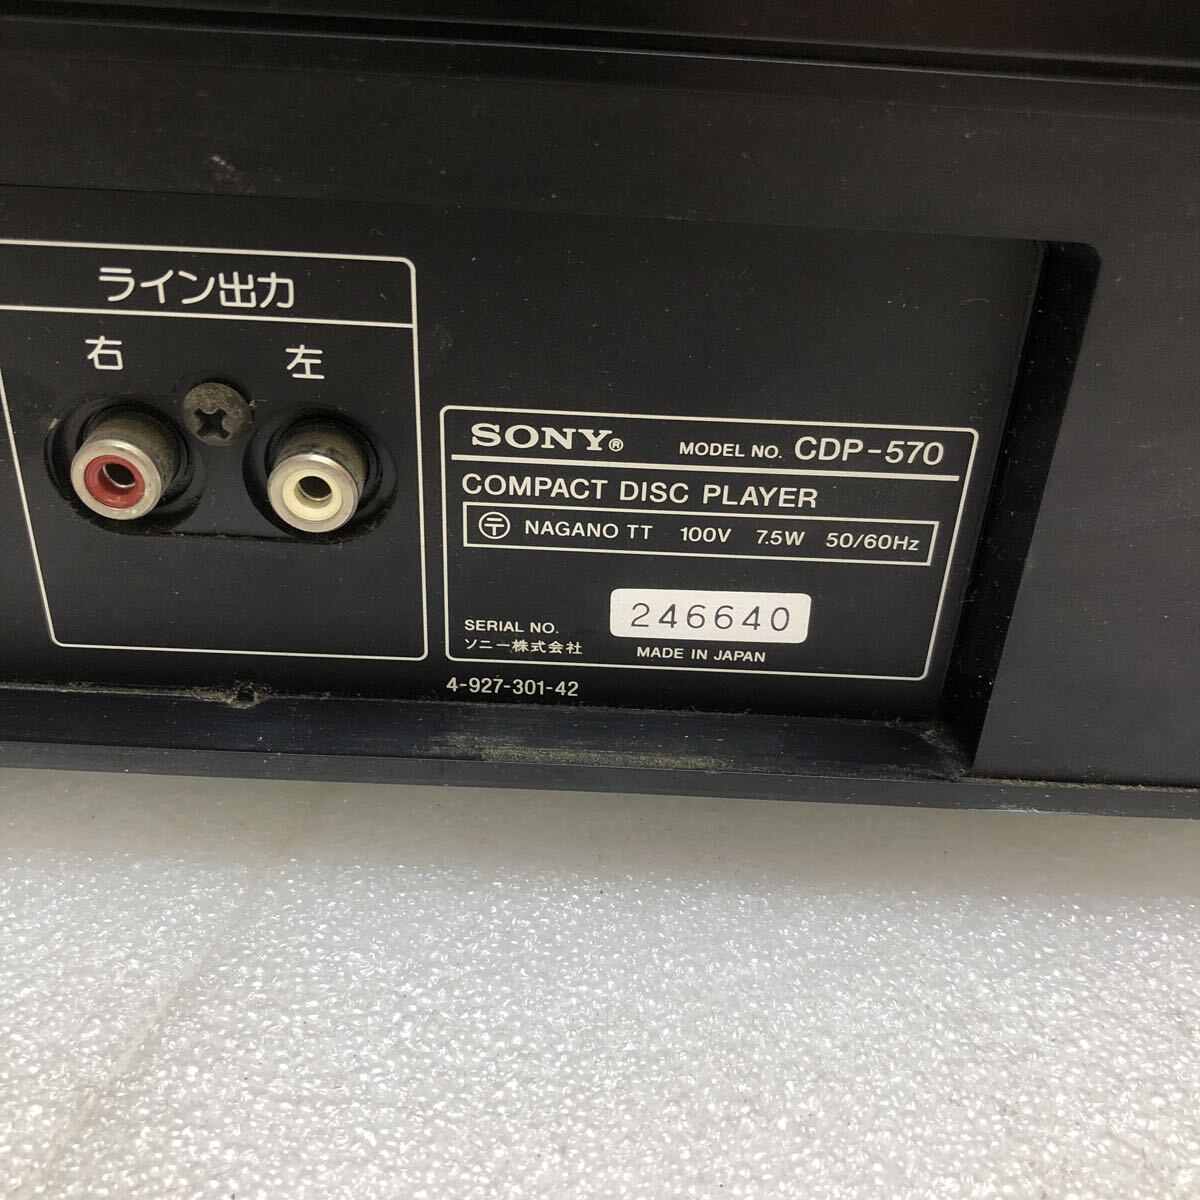 ライン出力
右 左
SONY® MODEL NO. CDP-570
COMPACT DISC PLAYER
〒 NAGANO TT 100V 7.5W 50/60Hz
SERIAL NO. 246640
ソニー株式会社 MADE IN JAPAN
4-927-301-42